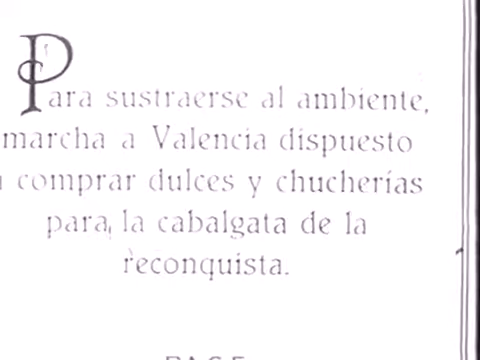 Para sustraerse al ambiente,
marcha a Valencia dispuesto
a comprar dulces y chucherías
para la cabalgata de la
reconquista.